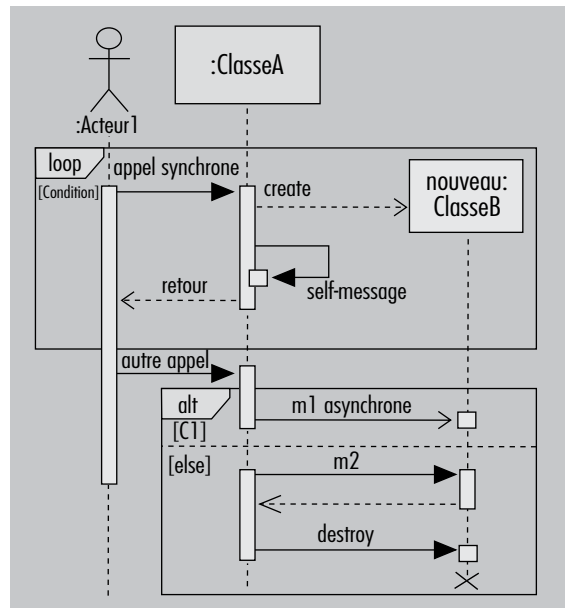 :ClasseA
:Acteur1
loop
appel synchrone
[Condition]
create
nouveau:
ClasseB
retour
self-message
autre appel
alt
m1 asynchrone
[C1]
[else]
m2
destroy